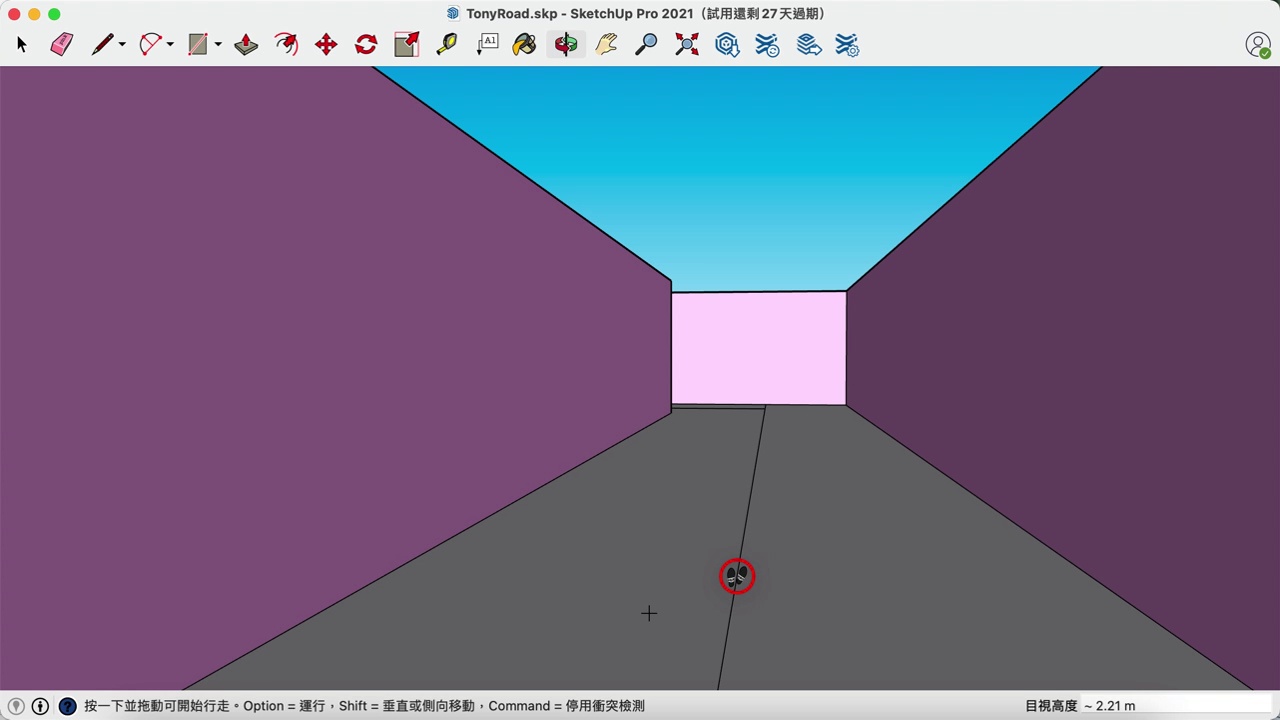 TonyRoad.skp - SketchUp Pro 2021（試用還剩 27 天過期）
A1
按一下並拖動可開始行走。Option = 運行，Shift = 垂直或側向移動，Command = 停用衝突檢測
目視高度 ~ 2.21 m